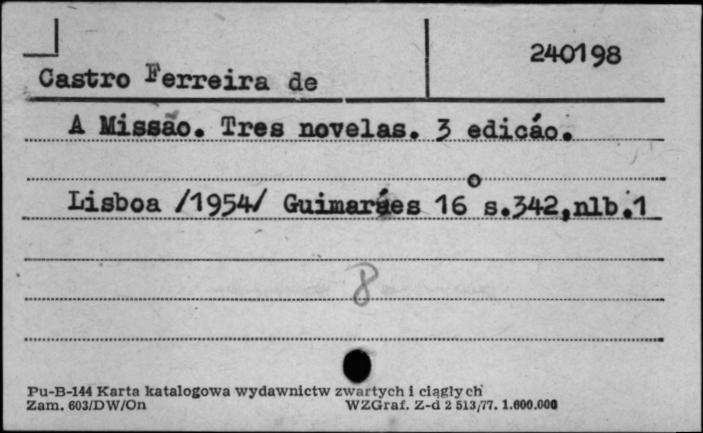 240198
Castro Ferreira de
A Missão. Tres novelas. 3 edicáo.
Lisboa /1954/ Guimaráes 16° s.342,nlb.1
8
Pu-B-144 Karta katalogowa wydawnictw zwartych i ciągłych
Zam. 603/DW/On WZGraf. Z-d 2 513/77. 1.600.000